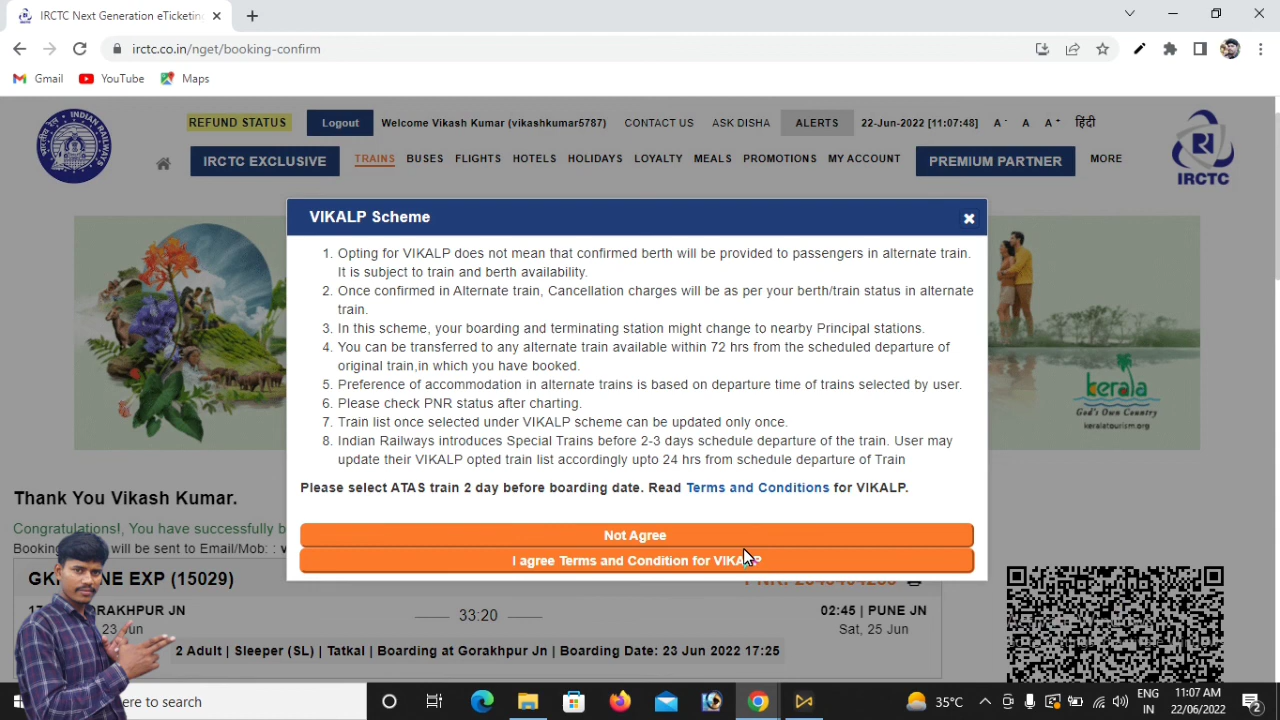 IRCTC Next Generation eTicketing
irctc.co.in/nget/booking-confirm
Gmail YouTube Maps
REFUND STATUS Logout Welcome Vikash Kumar (vikashkumar5787) CONTACT US ASK DISHA ALERTS 22-Jun-2022 [11:07:48] A- A A+ हिंदी
IRCTC EXCLUSIVE TRAINS BUSES FLIGHTS HOTELS HOLIDAYS LOYALTY MEALS PROMOTIONS MY ACCOUNT PREMIUM PARTNER MORE
INDIAN RAILWAYS
IRCTC
VIKALP Scheme
1. Opting for VIKALP does not mean that confirmed berth will be provided to passengers in alternate train.
It is subject to train and berth availability.
2. Once confirmed in Alternate train, Cancellation charges will be as per your berth/train status in alternate
train.
3. In this scheme, your boarding and terminating station might change to nearby Principal stations.
4. You can be transferred to any alternate train available within 72 hrs from the scheduled departure of
original train,in which you have booked.
5. Preference of accommodation in alternate trains is based on departure time of trains selected by user.
6. Please check PNR status after charting.
7. Train list once selected under VIKALP scheme can be updated only once.
8. Indian Railways introduces Special Trains before 2-3 days schedule departure of the train. User may
update their VIKALP opted train list accordingly upto 24 hrs from schedule departure of Train
Please select ATAS train 2 day before boarding date. Read Terms and Conditions for VIKALP.
Not Agree
I agree Terms and Condition for VIKALP
kerala
God's Own Country
keralatourism.org
Thank You Vikash Kumar.
Congratulations!, You have successfully b
will be sent to Email/Mob: : v
EXP (15029)
17 JN 33:20 02:45 | PUNE JN
23 Jun Sat, 25 Jun
2 Adult | Sleeper (SL) | Tatkal | Boarding at Gorakhpur Jn | Boarding Date: 23 Jun 2022 17:25
here to search
35°C
ENG
IN
11:07 AM
22/06/2022
2